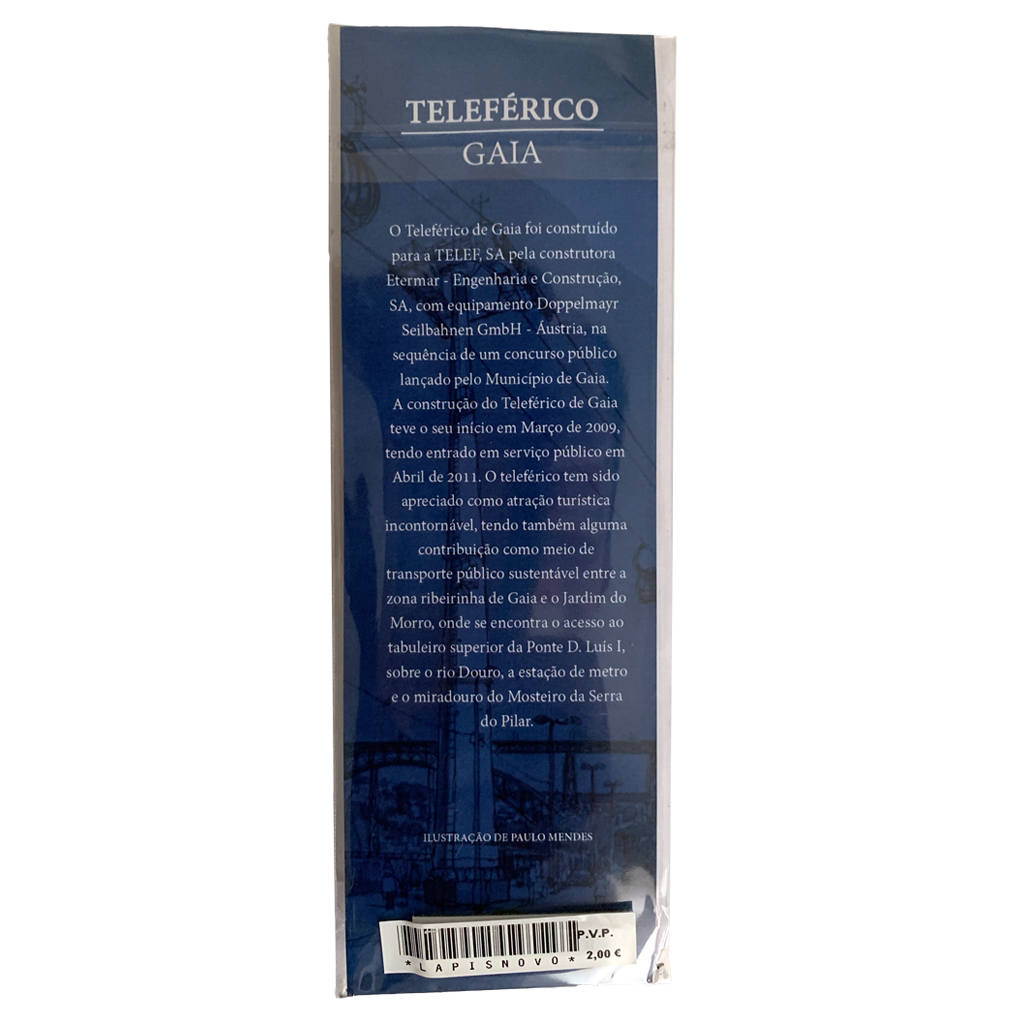 TELEFÉRICO
GAIA
O Teleférico de Gaia foi construído
para a TELEF, SA pela construtora
Etermar - Engenharia e Construção,
SA, com equipamento Doppelmayr
Seilbahnen GmbH - Áustria, na
sequência de um concurso público
lançado pelo Município de Gaia.
A construção do Teleférico de Gaia
teve o seu início em Março de 2009,
tendo entrado em serviço público em
Abril de 2011. O teleférico tem sido
apreciado como atração turística
incontornável, tendo também alguma
contribuição como meio de
transporte público sustentável entre a
zona ribeirinha de Gaia e o Jardim do
Morro, onde se encontra o acesso ao
tabuleiro superior da Ponte D. Luís I,
sobre o rio Douro, a estação de metro
e o miradouro do Mosteiro da Serra
do Pilar.
ILUSTRAÇÃO DE PAULO MENDES
P.V.P.
*LAPISNOVO* 2,00 €